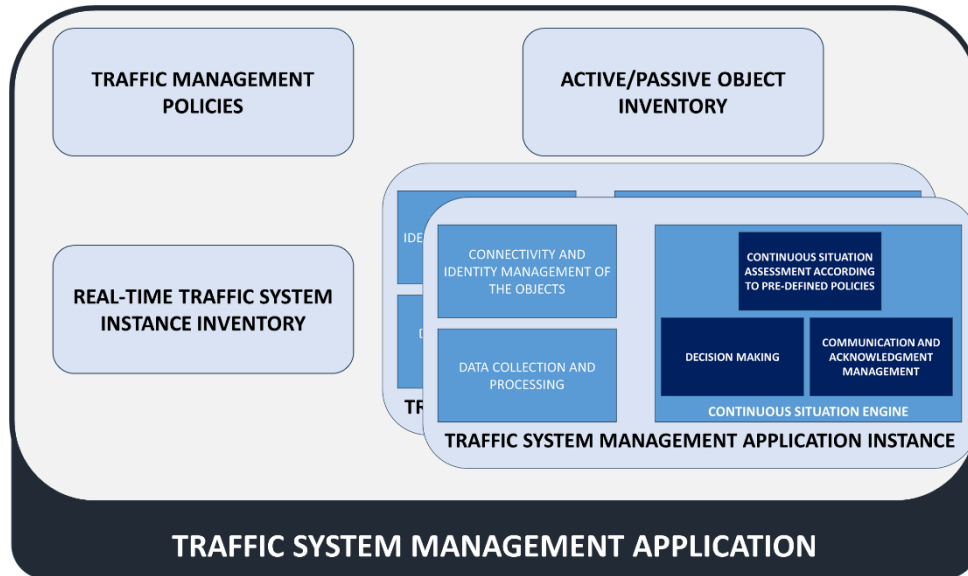 TRAFFIC MANAGEMENT
POLICIES
ACTIVE/PASSIVE OBJECT
INVENTORY
REAL-TIME TRAFFIC SYSTEM
INSTANCE INVENTORY
CONNECTIVITY AND
IDENTITY MANAGEMENT OF
THE OBJECTS
DATA COLLECTION AND
PROCESSING
CONTINUOUS SITUATION
ASSESSMENT ACCORDING
TO PRE-DEFINED POLICIES
DECISION MAKING
COMMUNICATION AND
ACKNOWLEDGMENT
MANAGEMENT
CONTINUOUS SITUATION ENGINE
TRAFFIC SYSTEM MANAGEMENT APPLICATION INSTANCE
TRAFFIC SYSTEM MANAGEMENT APPLICATION